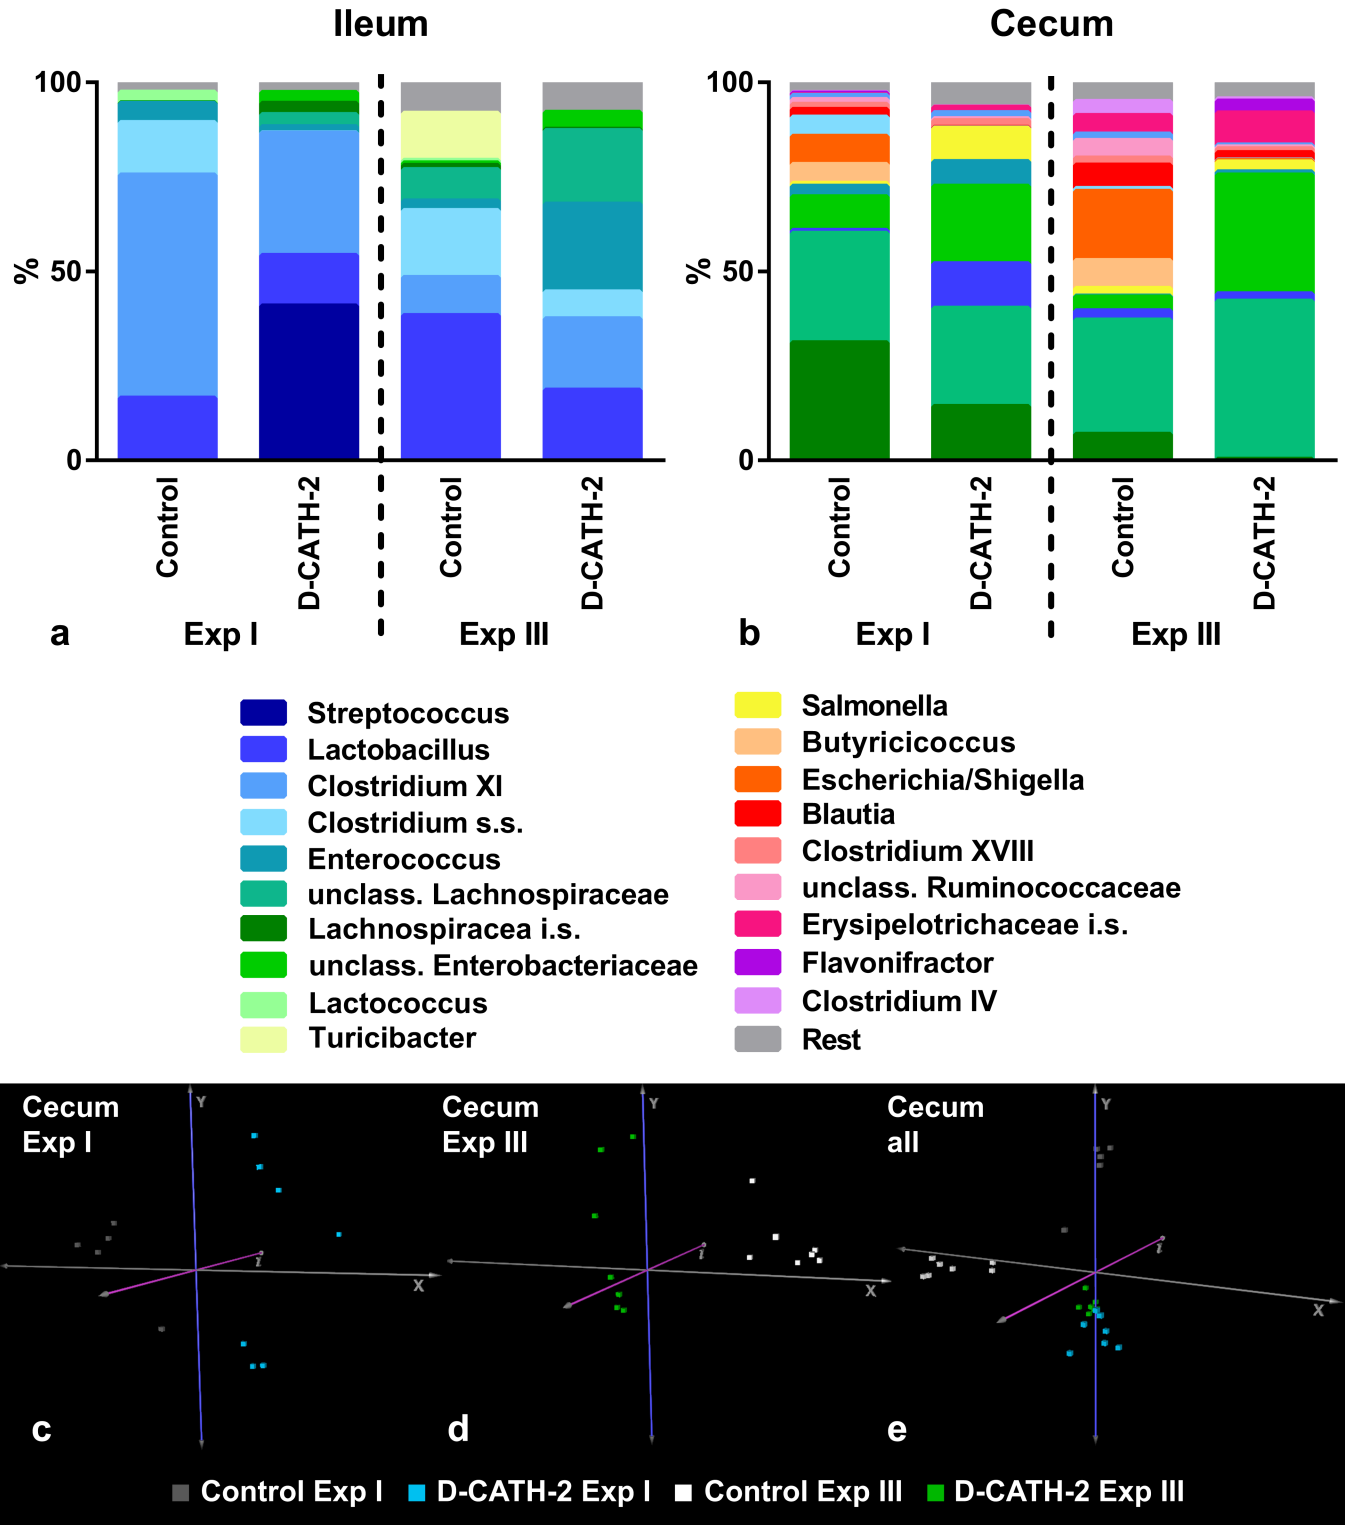 Ileum
Cecum
100
50
0
%
Control
D-CATH-2
Control
D-CATH-2
a
Exp I
Exp III
100
50
0
%
Control
D-CATH-2
Control
D-CATH-2
b
Exp I
Exp III
Streptococcus
Lactobacillus
Clostridium XI
Clostridium s.s.
Enterococcus
unclass. Lachnospiraceae
Lachnospiracea i.s.
unclass. Enterobacteriaceae
Lactococcus
Turicibacter
Salmonella
Butyricicoccus
Escherichia/Shigella
Blautia
Clostridium XVIII
unclass. Ruminococcaceae
Erysipelotrichaceae i.s.
Flavonifractor
Clostridium IV
Rest
Cecum
Exp I
Y
X
c
Cecum
Exp III
Y
X
d
Cecum
all
Y
X
e
Control Exp I
D-CATH-2 Exp I
Control Exp III
D-CATH-2 Exp III